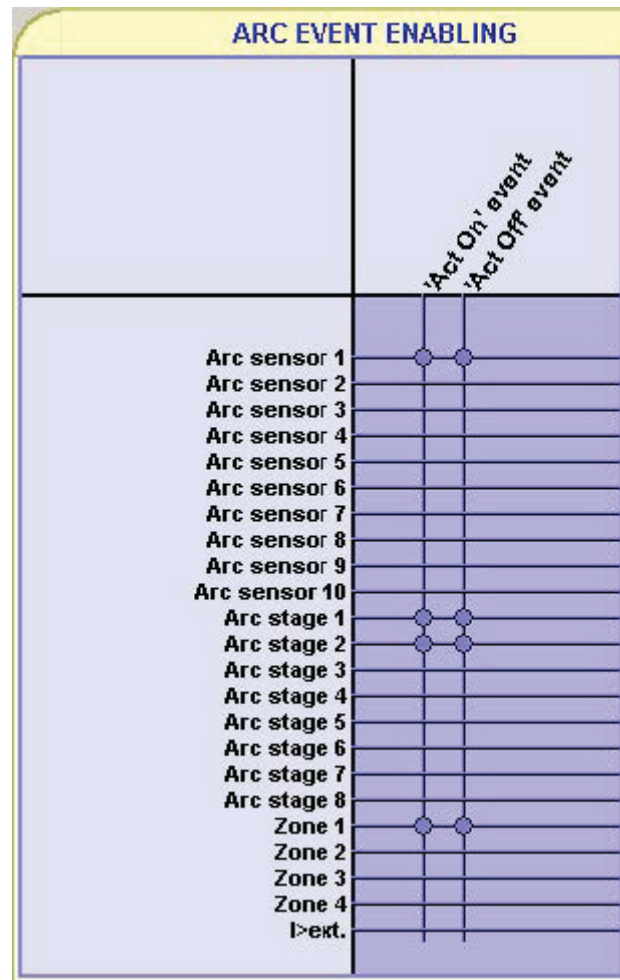 ARC EVENT ENABLING
'Act On' event
'Act Off' event
Arc sensor 1
Arc sensor 2
Arc sensor 3
Arc sensor 4
Arc sensor 5
Arc sensor 6
Arc sensor 7
Arc sensor 8
Arc sensor 9
Arc sensor 10
Arc stage 1
Arc stage 2
Arc stage 3
Arc stage 4
Arc stage 5
Arc stage 6
Arc stage 7
Arc stage 8
Zone 1
Zone 2
Zone 3
Zone 4
I>ext.